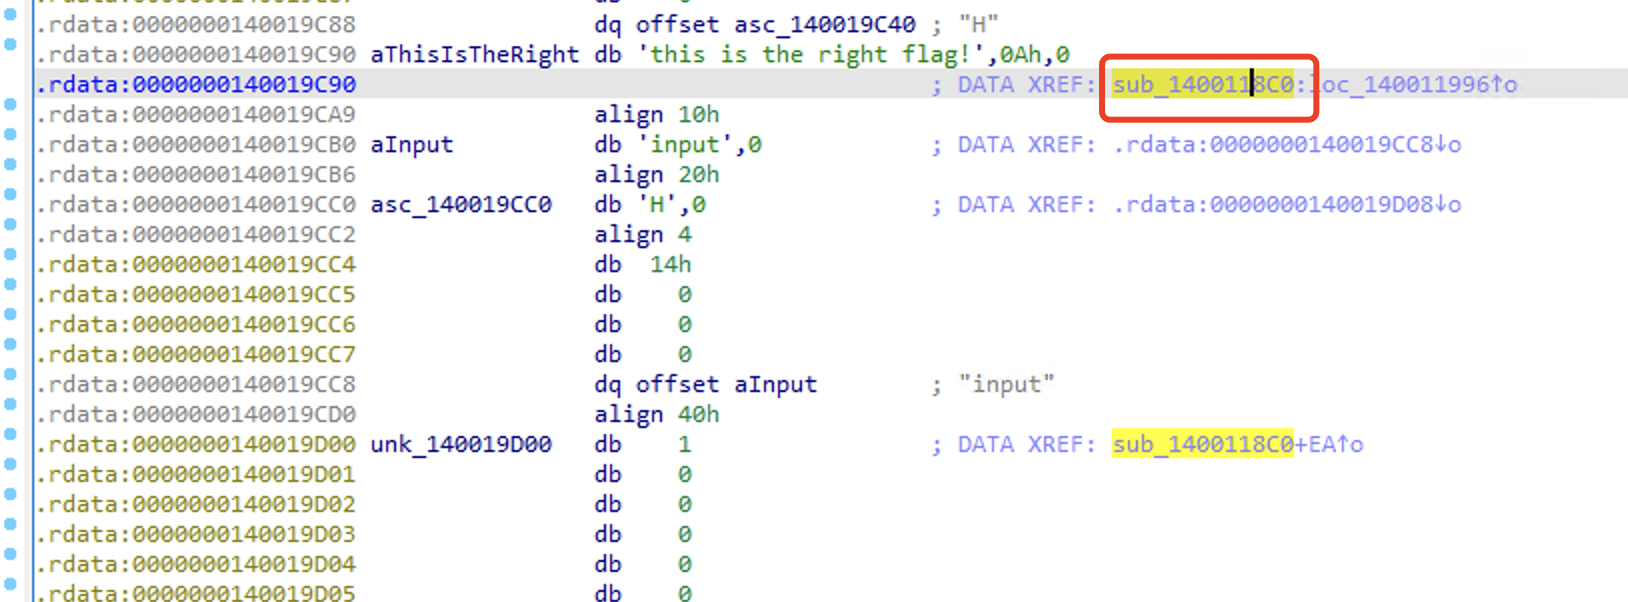 .rdata:0000000140019C88 dq offset asc_140019C40 ; "H"
.rdata:0000000140019C90 aThisIsTheRight db 'this is the right flag!',0Ah,0
.rdata:0000000140019C90 ; DATA XREF: sub_1400118C0:loc_140011996↑o
.rdata:0000000140019CA9 align 10h
.rdata:0000000140019CB0 aInput db 'input',0 ; DATA XREF: .rdata:0000000140019CC8↓o
.rdata:0000000140019CB6 align 20h
.rdata:0000000140019CC0 asc_140019CC0 db 'H',0 ; DATA XREF: .rdata:0000000140019D08↓o
.rdata:0000000140019CC2 align 4
.rdata:0000000140019CC4 db 14h
.rdata:0000000140019CC5 db 0
.rdata:0000000140019CC6 db 0
.rdata:0000000140019CC7 db 0
.rdata:0000000140019CC8 dq offset aInput ; "input"
.rdata:0000000140019CD0 align 40h
.rdata:0000000140019D00 unk_140019D00 db 1 ; DATA XREF: sub_1400118C0+EA↑o
.rdata:0000000140019D01 db 0
.rdata:0000000140019D02 db 0
.rdata:0000000140019D03 db 0
.rdata:0000000140019D04 db 0
.rdata:0000000140019D05 db 0